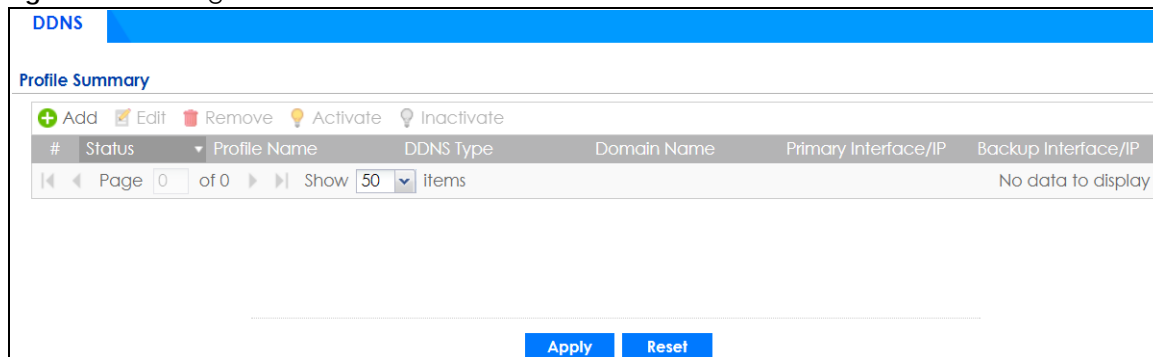 DDNS
Profile Summary
Add Edit Remove Activate Inactivate
# Status Profile Name DDNS Type Domain Name Primary Interface/IP Backup Interface/IP
Page 0 of 0 Show 50 items No data to display
Apply Reset